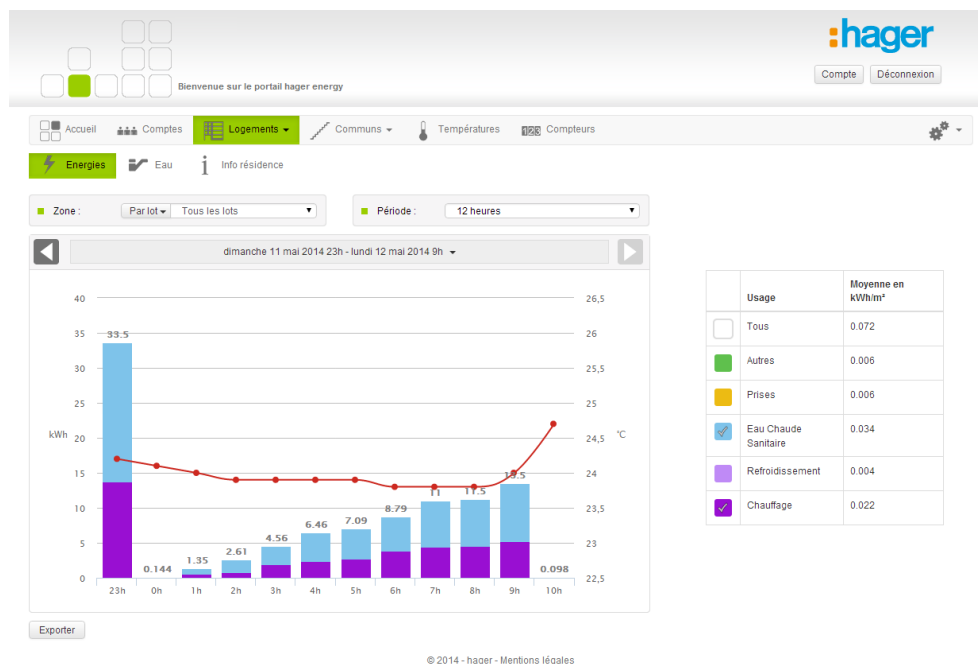 :hager
Compte Déconnexion
Bienvenue sur le portail hager energy
Accueil Comptes Logements Communs Températures 123 Compteurs
Energies Eau Info résidence
Zone : Par lot Tous les lots Période : 12 heures
dimanche 11 mai 2014 23h - lundi 12 mai 2014 9h
40 26,5
35 33.5 26
30 25,5
25 25
kWh 20 24,5 °C
15 24
13.5
11 11.5
10 8.79 23,5
6.46 7.09
5 4.56 23
1.35 2.61
0.144 0.098
0 22,5
23h 0h 1h 2h 3h 4h 5h 6h 7h 8h 9h 10h
Exporter
Usage Moyenne en
kWh/m²
Tous 0.072
Autres 0.006
Prises 0.006
Eau Chaude 0.034
Sanitaire
Refroidissement 0.004
Chauffage 0.022
© 2014 - hager - Mentions légales